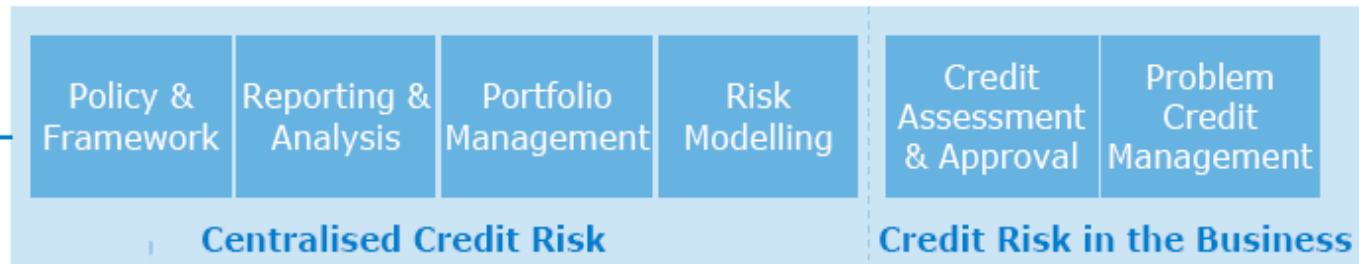 Policy &
Framework
Reporting &
Analysis
Portfolio
Management
Risk
Modelling
Credit
Assessment
& Approval
Problem
Credit
Management
Centralised Credit Risk
Credit Risk in the Business